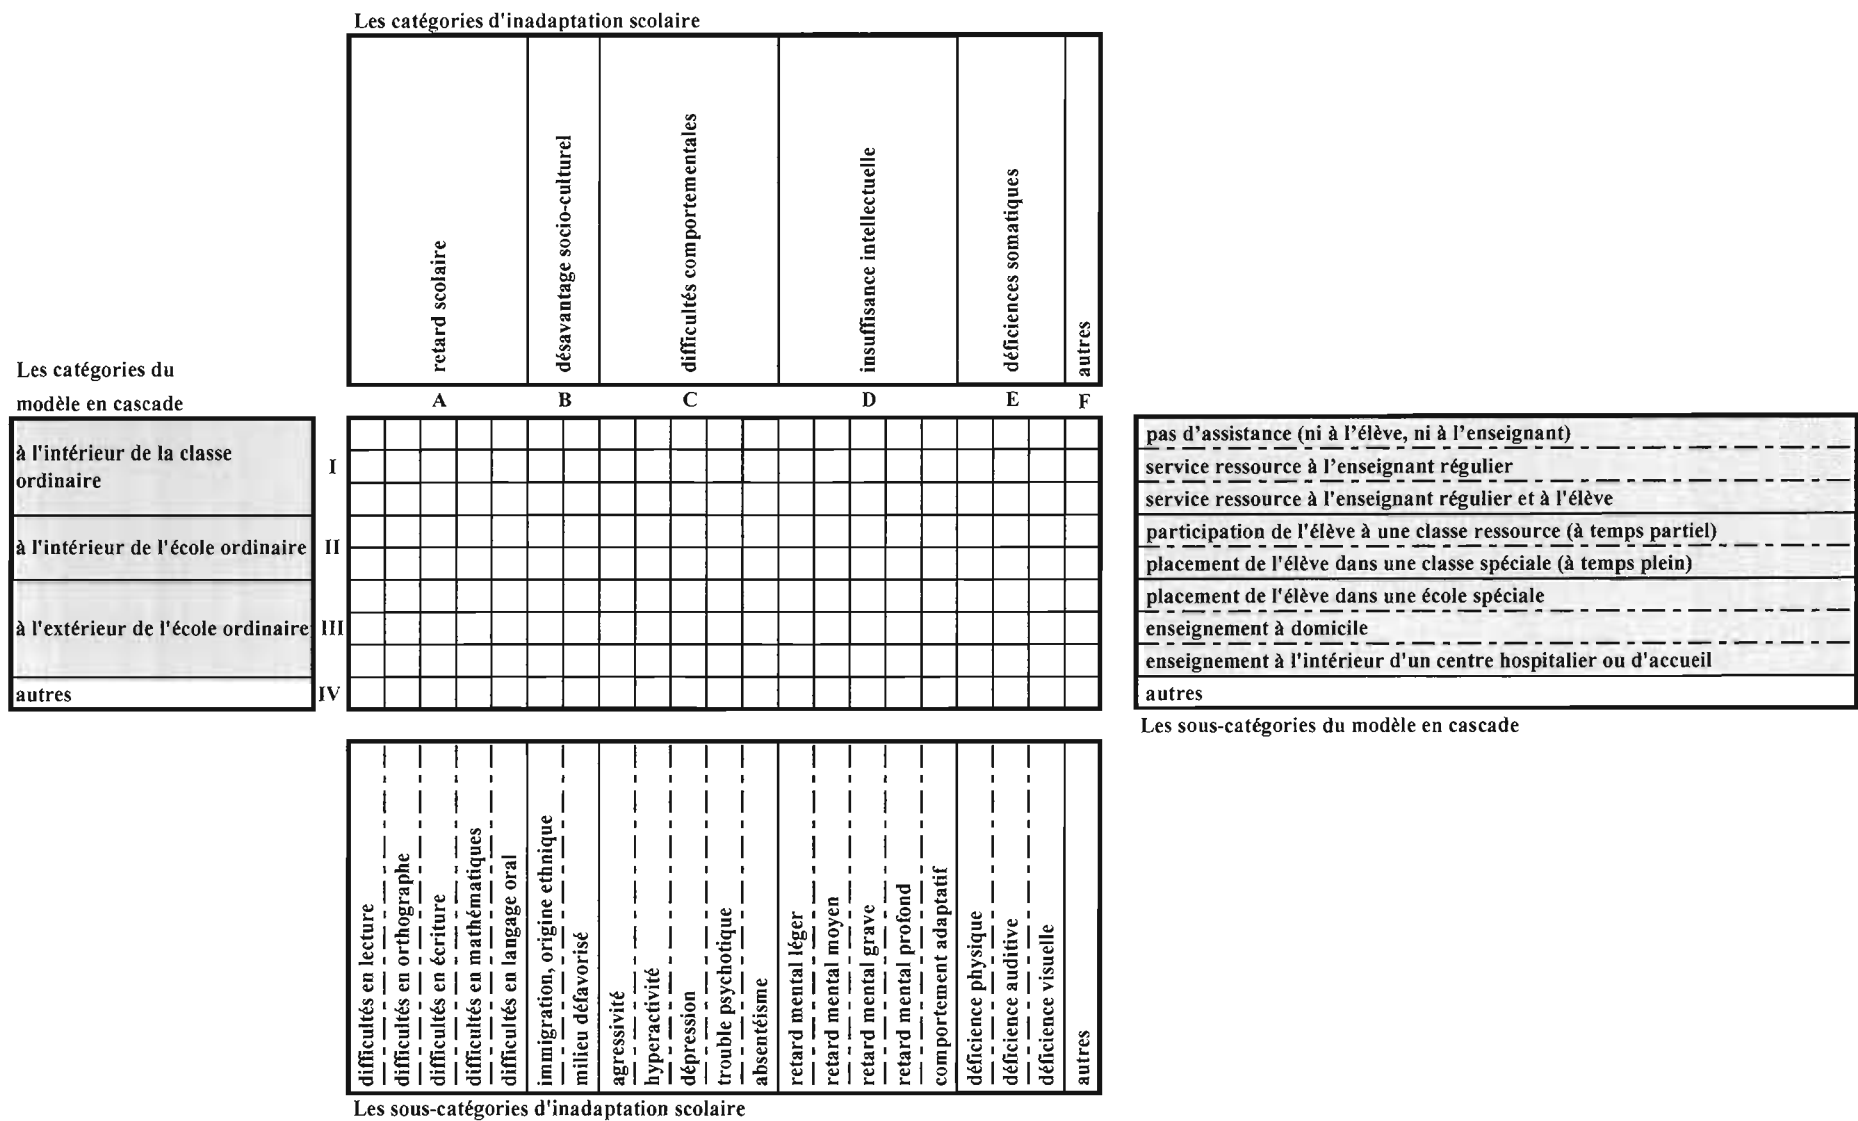 Les catégories d'inadaptation scolaire
retard scolaire
désavantage socio-culturel
difficultés comportementales
insuffisance intellectuelle
déficiences somatiques
autres
Les catégories du
modèle en cascade
A B C D E F
à l'intérieur de la classe
ordinaire
I
à l'intérieur de l'école ordinaire II
à l'extérieur de l'école ordinaire III
autres IV
pas d’assistance (ni à l’élève, ni à l’enseignant)
service ressource à l’enseignant régulier
service ressource à l'enseignant régulier et à l'élève
participation de l'élève à une classe ressource (à temps partiel)
placement de l'élève dans une classe spéciale (à temps plein)
placement de l'élève dans une école spéciale
enseignement à domicile
enseignement à l'intérieur d'un centre hospitalier ou d'accueil
autres
Les sous-catégories du modèle en cascade
difficultés en lecture
difficultés en orthographe
difficultés en écriture
difficultés en mathématiques
difficultés en langage oral
immigration, origine ethnique
milieu défavorisé
agressivité
hyperactivité
dépression
trouble psychotique
absentéisme
retard mental léger
retard mental moyen
retard mental grave
retard mental profond
comportement adaptatif
déficience physique
déficience auditive
déficience visuelle
autres
Les sous-catégories d'inadaptation scolaire